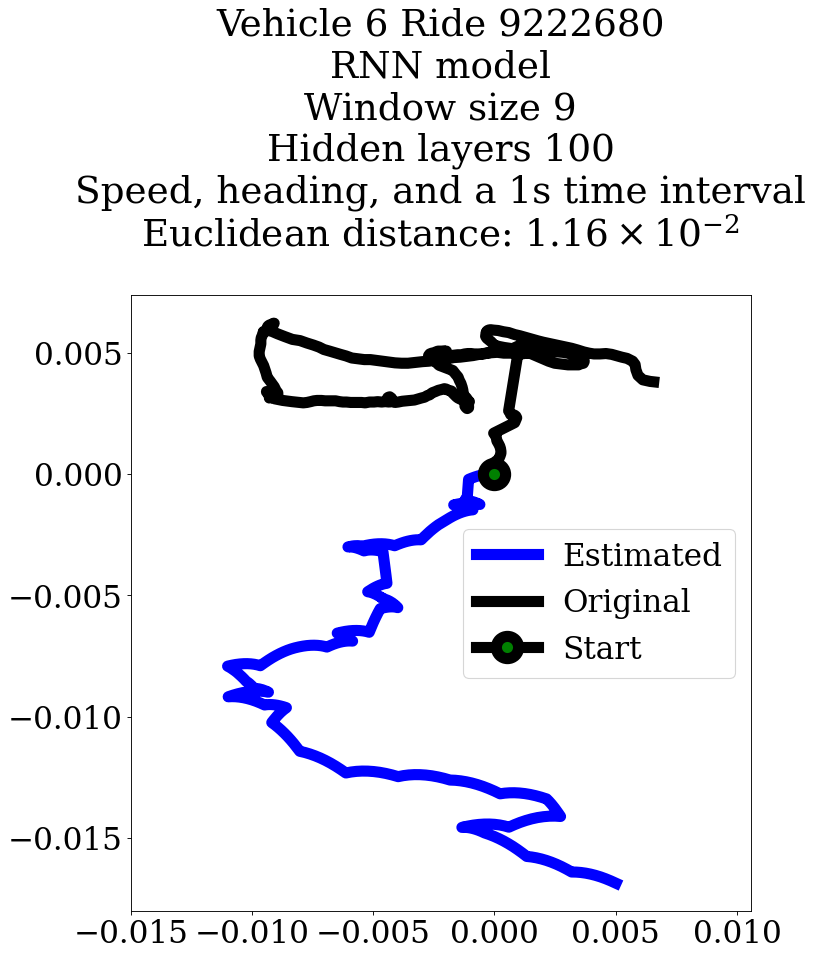 Vehicle 6 Ride 9222680
RNN model
Window size 9
Hidden layers 100
Speed, heading, and a 1s time interval
Euclidean distance: 1.16 × 10⁻²
0.005
0.000
−0.005
−0.010
−0.015
Estimated
Original
Start
−0.015 −0.010 −0.005 0.000 0.005 0.010